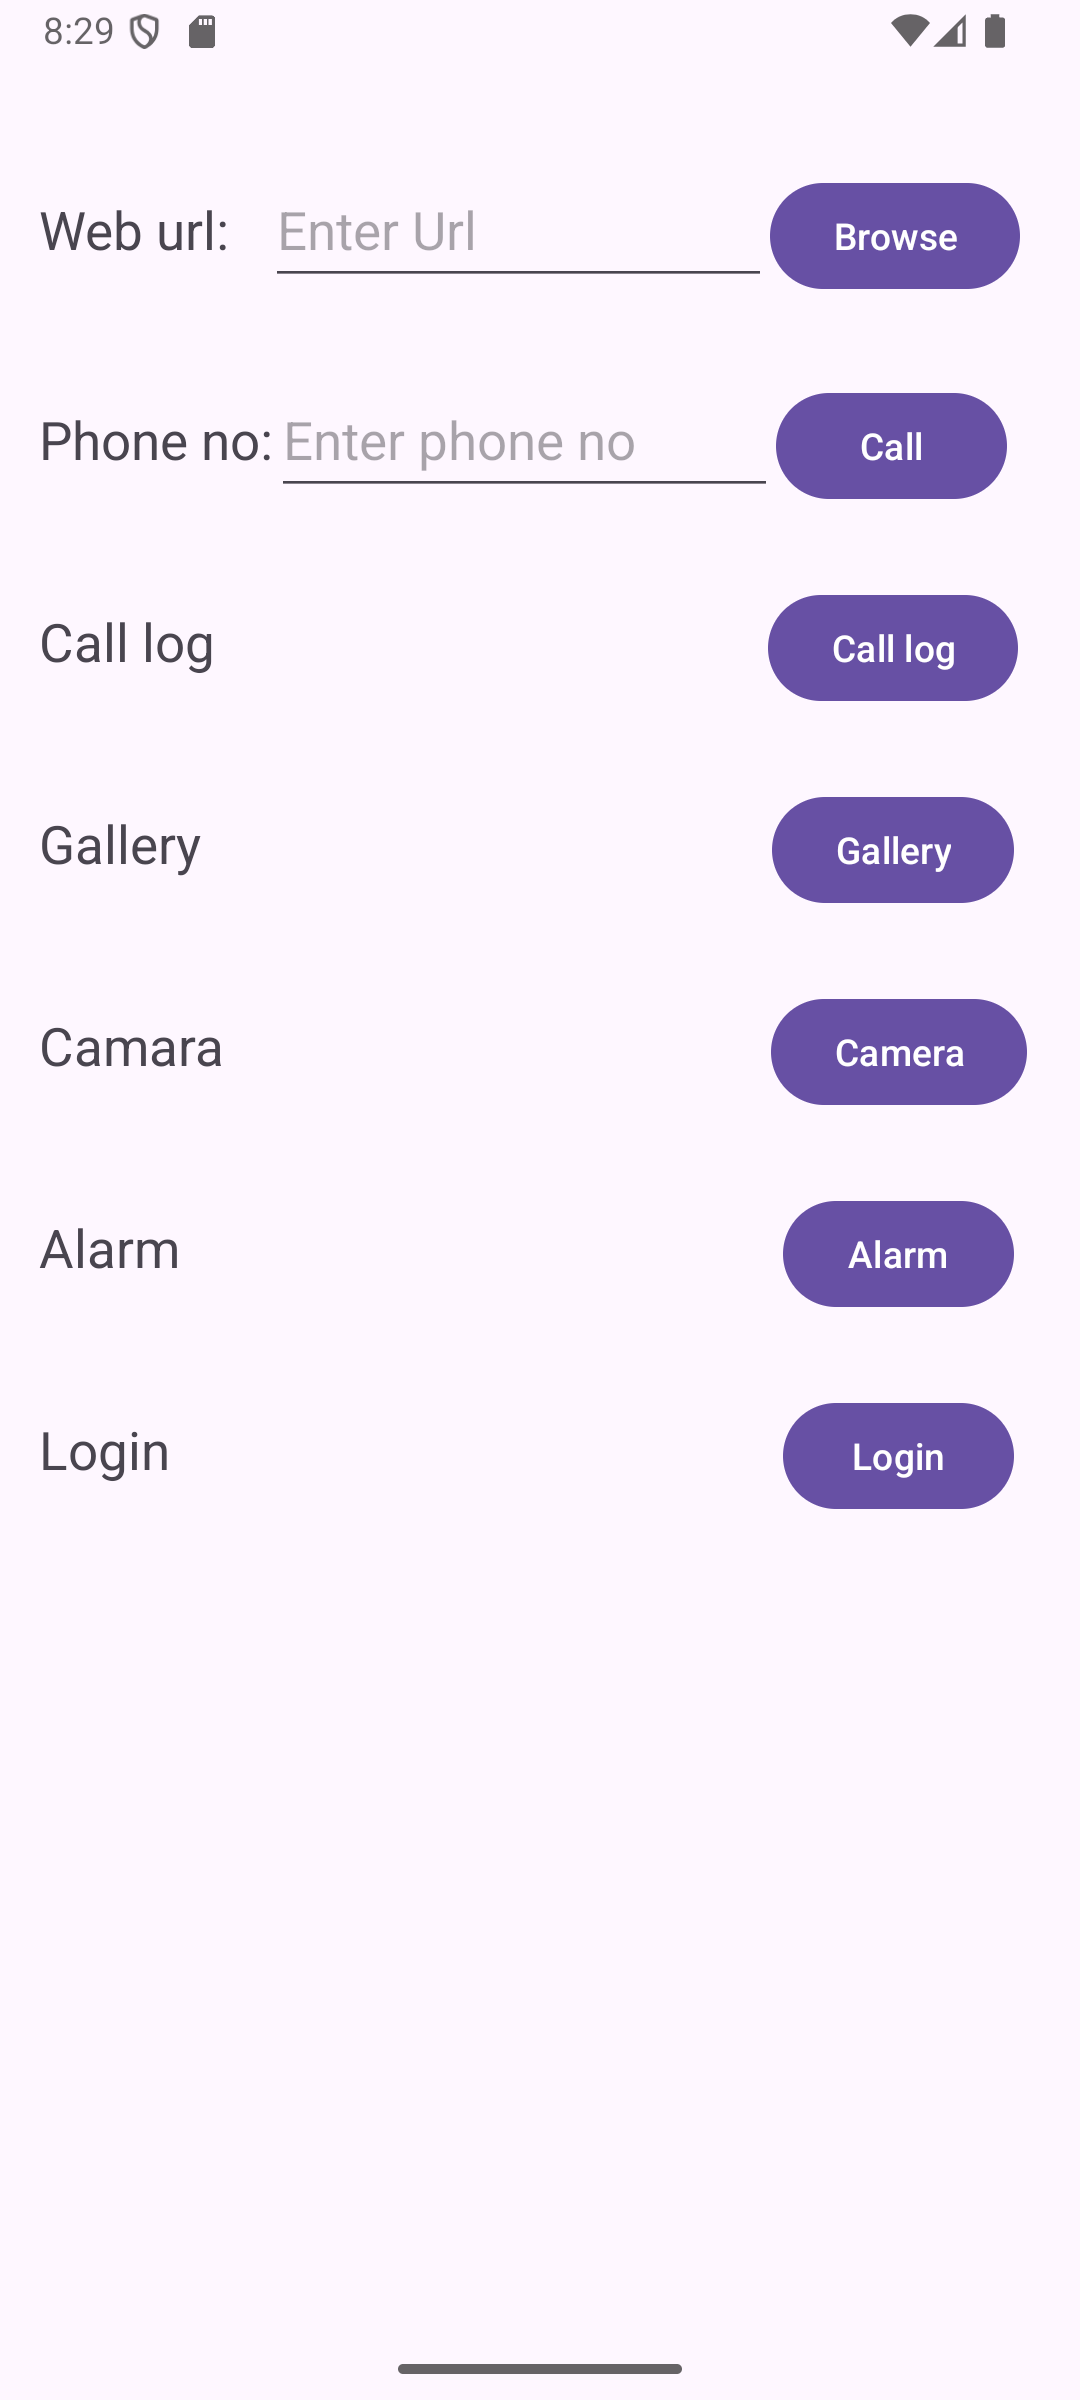 8:29
Web url: Enter Url Browse
Phone no: Enter phone no Call
Call log Call log
Gallery Gallery
Camara Camera
Alarm Alarm
Login Login